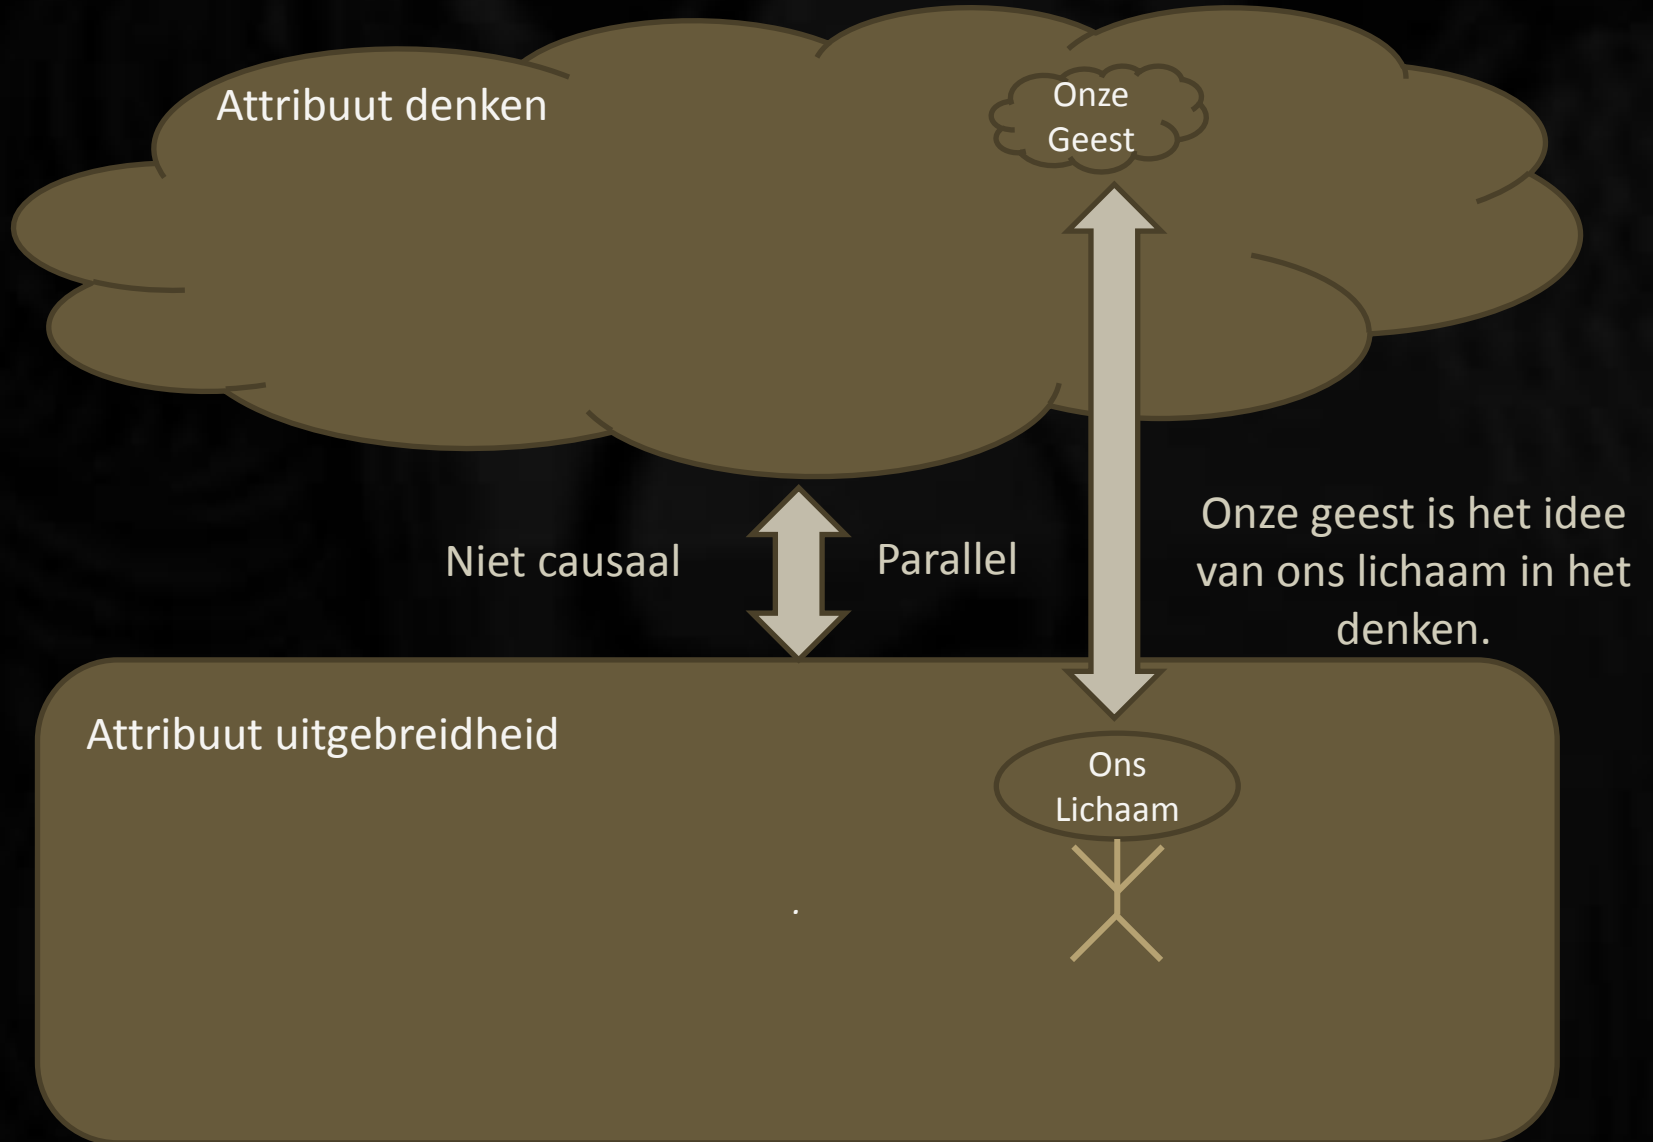 Attribuut denken
Onze
Geest
Niet causaal
Parallel
Onze geest is het idee
van ons lichaam in het
denken.
Attribuut uitgebreidheid
Ons
Lichaam
.